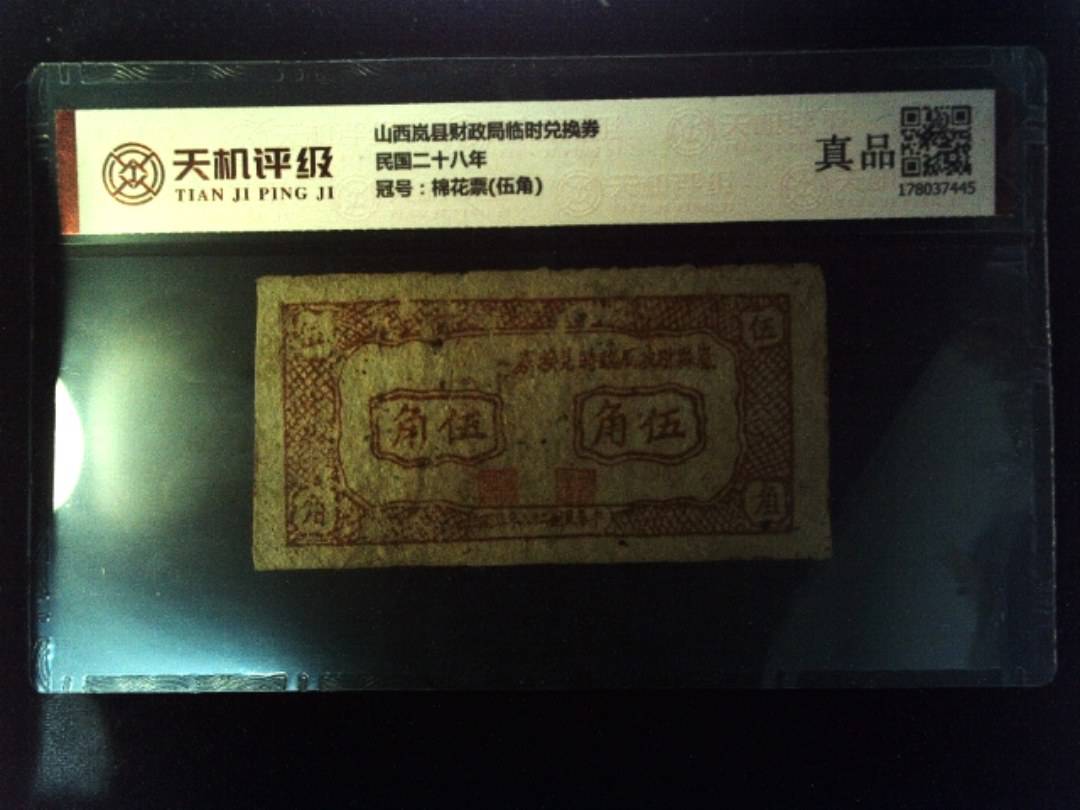 天机评级
TIAN JI PING JI
山西岚县财政局临时兑换券
民国二十八年
冠号：棉花票(伍角)
真品
178037445
伍
角伍
角伍
角